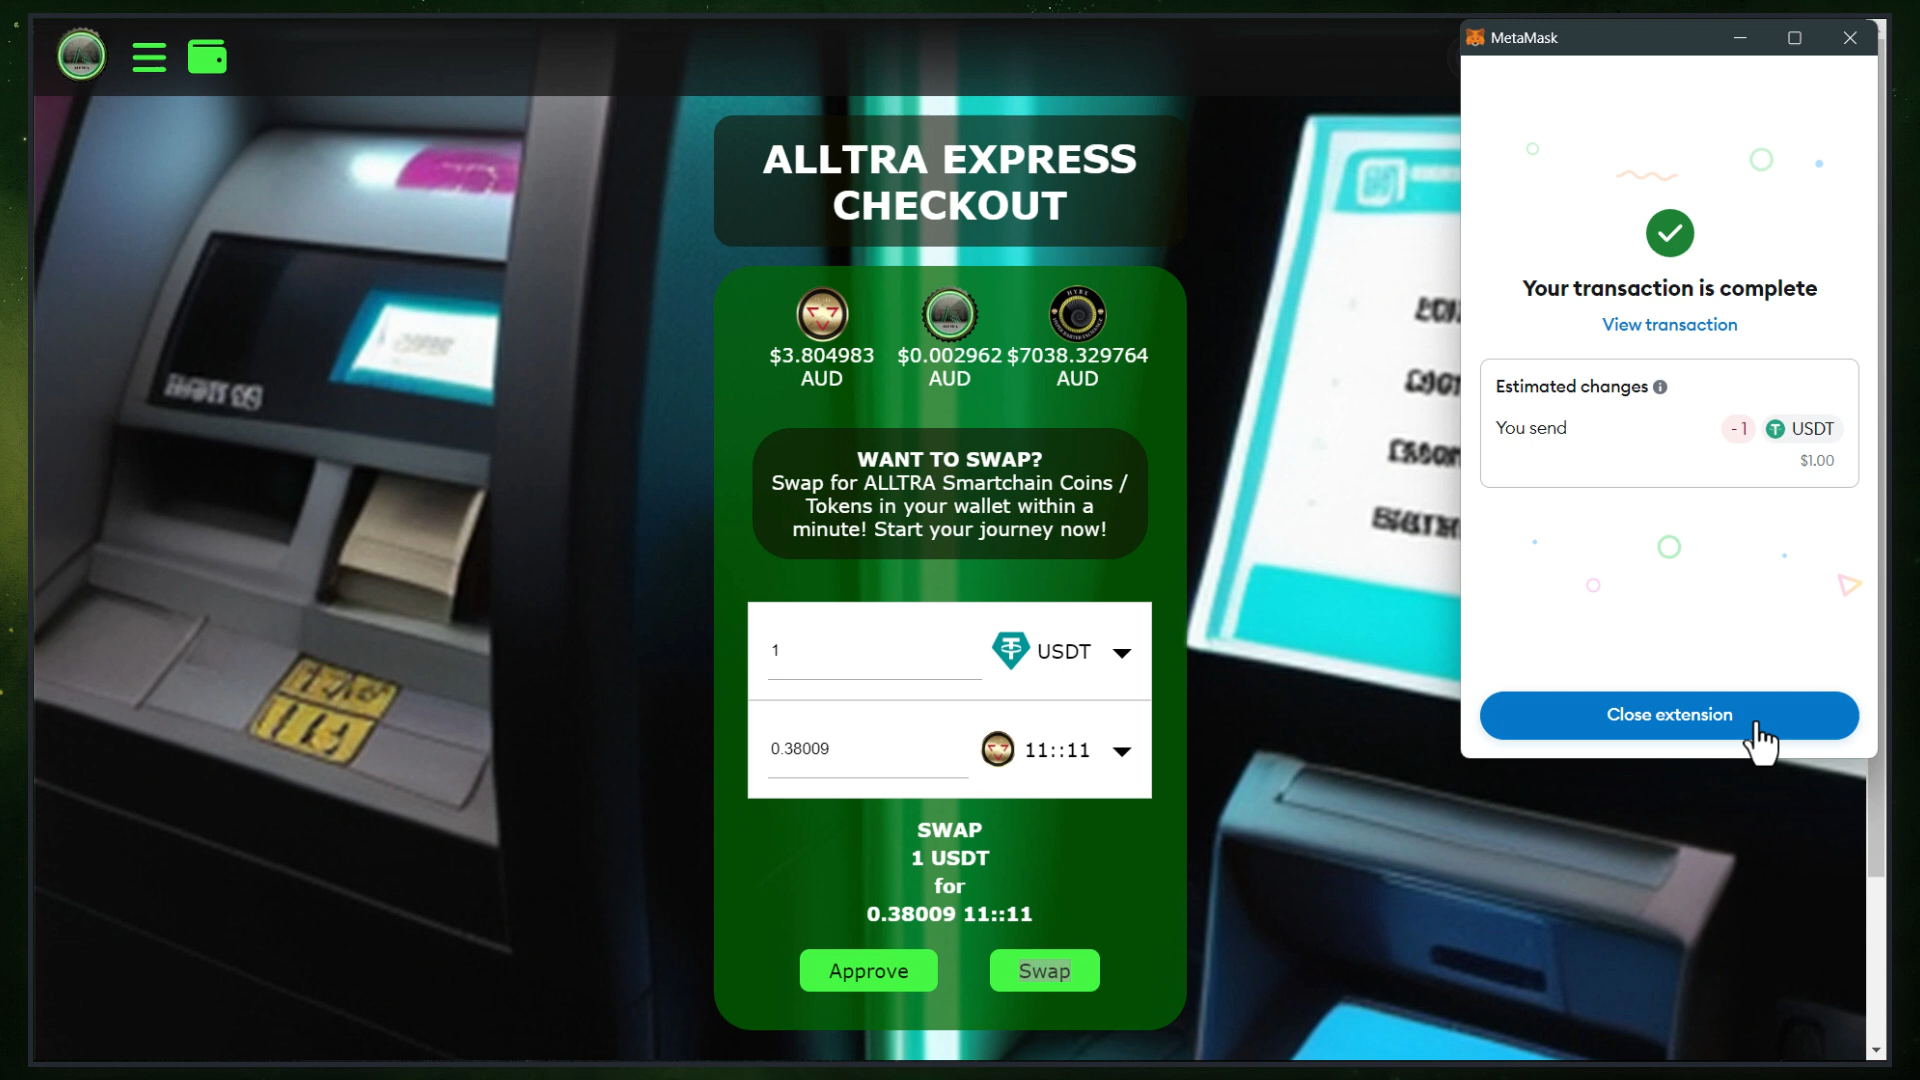 MetaMask
ALLTRA EXPRESS
CHECKOUT
$3.804983
AUD
$0.002962
AUD
$7038.329764
AUD
WANT TO SWAP?
Swap for ALLTRA Smartchain Coins /
Tokens in your wallet within a
minute! Start your journey now!
1
USDT
0.38009
11::11
SWAP
1 USDT
for
0.38009 11::11
Approve
Swap
Your transaction is complete
View transaction
Estimated changes
You send
- 1
USDT
$1.00
Close extension